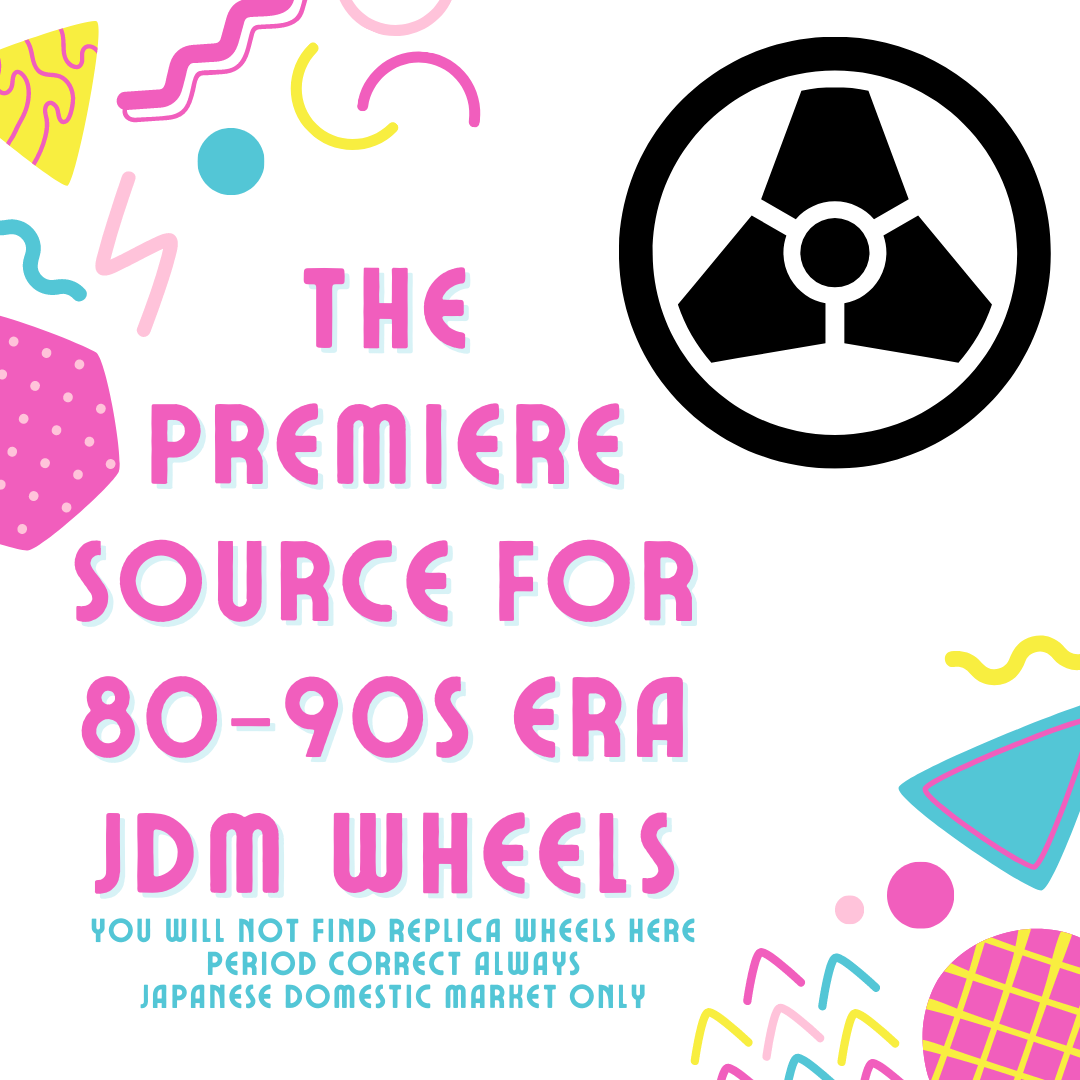 THE
PREMIERE
SOURCE FOR
80-90S ERA
JDM WHEELS
YOU WILL NOT FIND REPLICA WHEELS HERE
PERIOD CORRECT ALWAYS
JAPANESE DOMESTIC MARKET ONLY